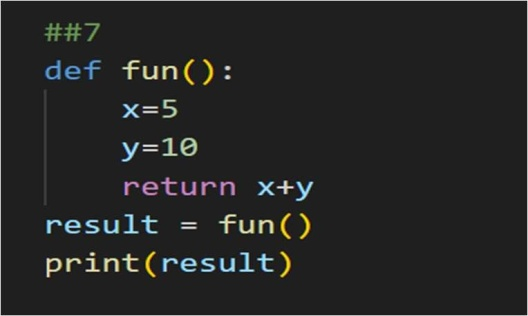 ##7
def fun():
    x=5
    y=10
    return x+y
result = fun()
print(result)